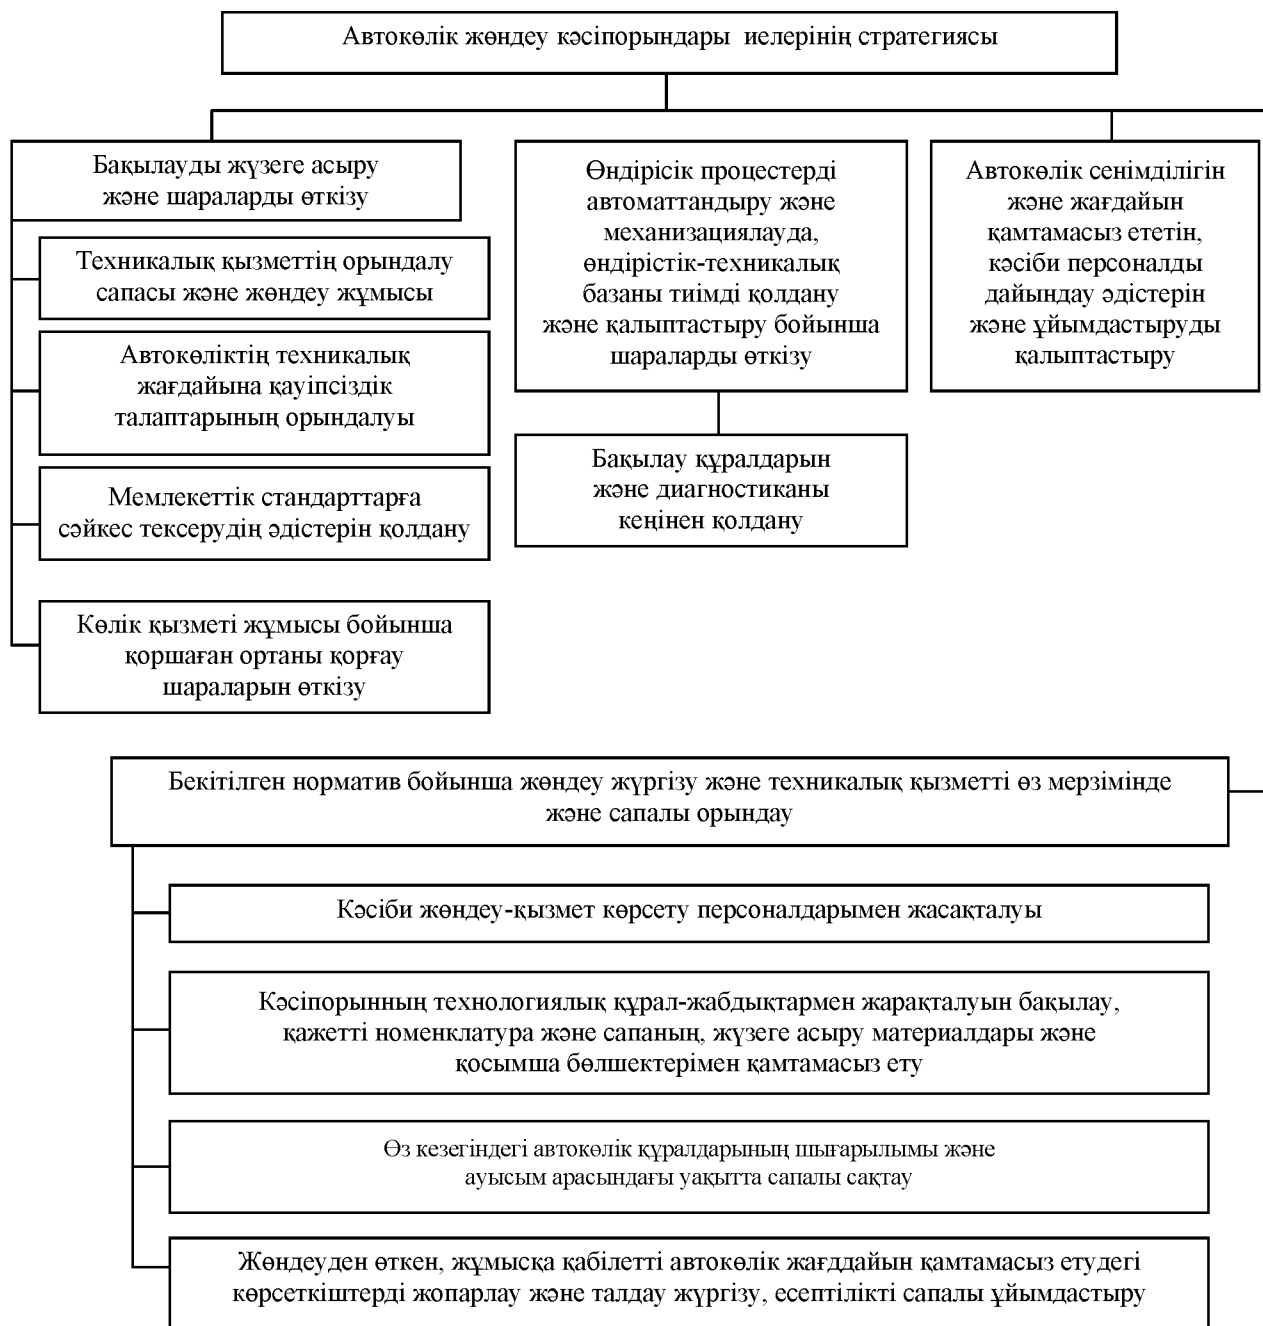 Автокөлік жөндеу кәсіпорындары иелерінің стратегиясы
Бақылауды жүзеге асыру
және шараларды өткізу
Техникалық қызметтің орындалу
сапасы және жөндеу жұмысы
Автокөліктің техникалық
жағдайына қауіпсіздік
талаптарының орындалуы
Мемлекеттік стандарттарға
сәйкес тексерудің әдістерін қолдану
Көлік қызметі жұмысы бойынша
қоршаған ортаны қорғау
шараларын өткізу
Өндірісік процестерді
автоматтандыру және
механизациялауда,
өндірістік-техникалық
базаны тиімді қолдану
және қалыптастыру бойынша
шараларды өткізу
Бақылау құралдарын
және диагностиканы
кеңінен қолдану
Автокөлік сенімділігін
және жағдайын
қамтамасыз ететін,
кәсіби персоналды
дайындау әдістерін
және ұйымдастыруды
қалыптастыру
Бекітілген норматив бойынша жөндеу жүргізу және техникалық қызметті өз мерзімінде
және сапалы орындау
Кәсіби жөндеу-қызмет көрсету персоналдарымен жасақталуы
Кәсіпорынның технологиялық құрал-жабдықтармен жарақталуын бақылау,
қажетті номенклатура және сапаның, жүзеге асыру материалдары және
қосымша бөлшектерімен қамтамасыз ету
Өз кезегіндегі автокөлік құралдарының шығарылымы және
ауысым арасындағы уақытта сапалы сақтау
Жөндеуден өткен, жұмысқа қабілетті автокөлік жағддайын қамтамасыз етудегі
көрсеткіштерді жопарлау және талдау жүргізу, есептілікті сапалы ұйымдастыру